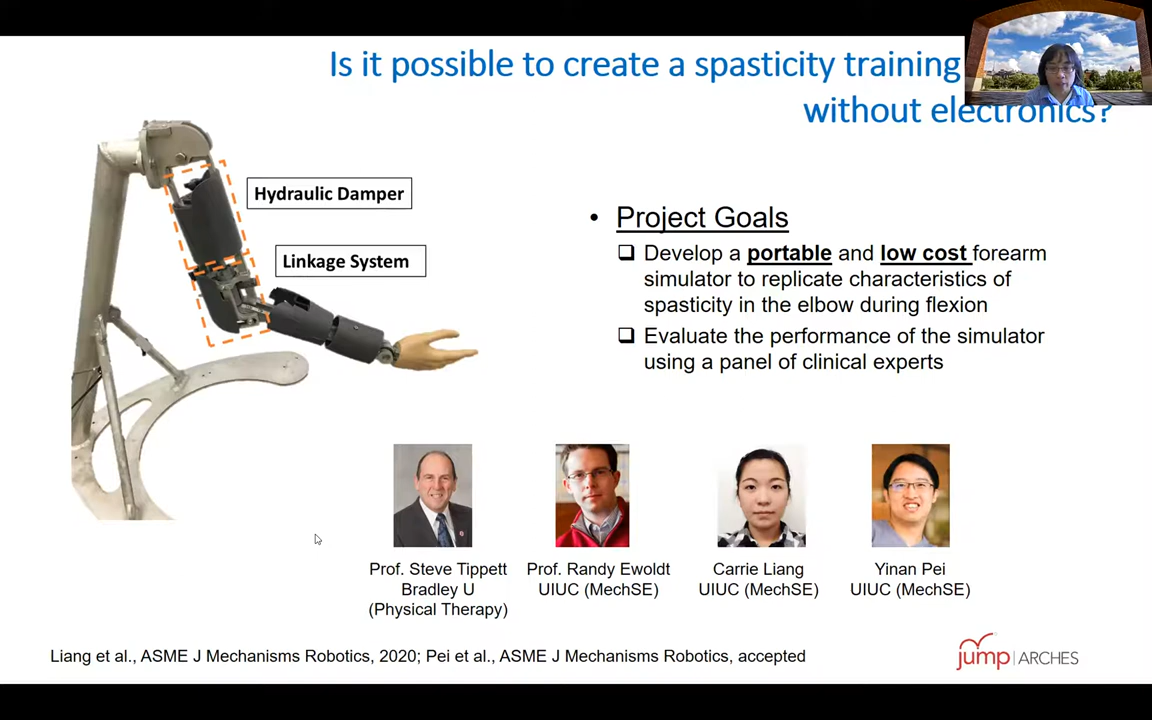 Is it possible to create a spasticity training
without electronics?
Hydraulic Damper
Linkage System
• Project Goals
❑ Develop a portable and low cost forearm
simulator to replicate characteristics of
spasticity in the elbow during flexion
❑ Evaluate the performance of the simulator
using a panel of clinical experts
Prof. Steve Tippett
Bradley U
(Physical Therapy)
Prof. Randy Ewoldt
UIUC (MechSE)
Carrie Liang
UIUC (MechSE)
Yinan Pei
UIUC (MechSE)
Liang et al., ASME J Mechanisms Robotics, 2020; Pei et al., ASME J Mechanisms Robotics, accepted
jump | ARCHES